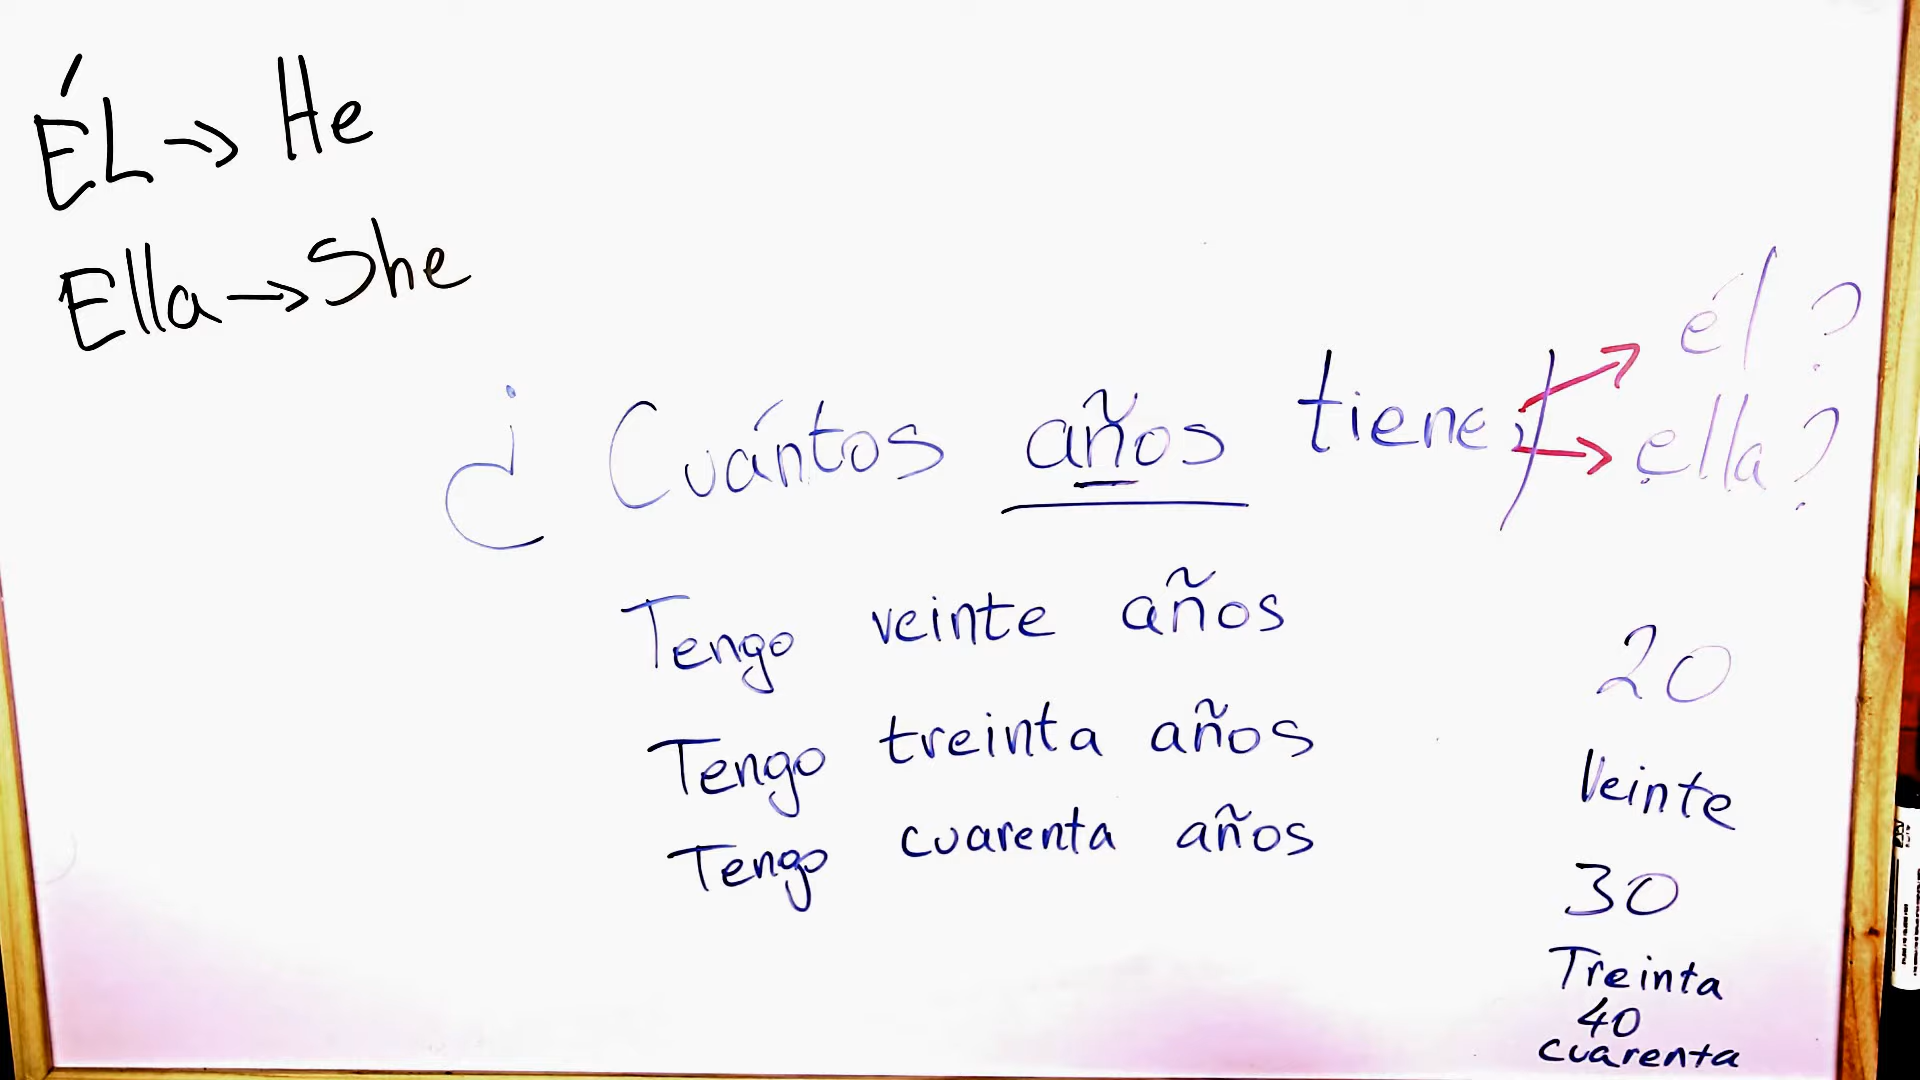 ÉL → He
Ella → She
¿Cuántos años tiene
él?
ella?
Tengo veinte años
Tengo treinta años
Tengo cuarenta años
20
Veinte
30
Treinta
40
cuarenta